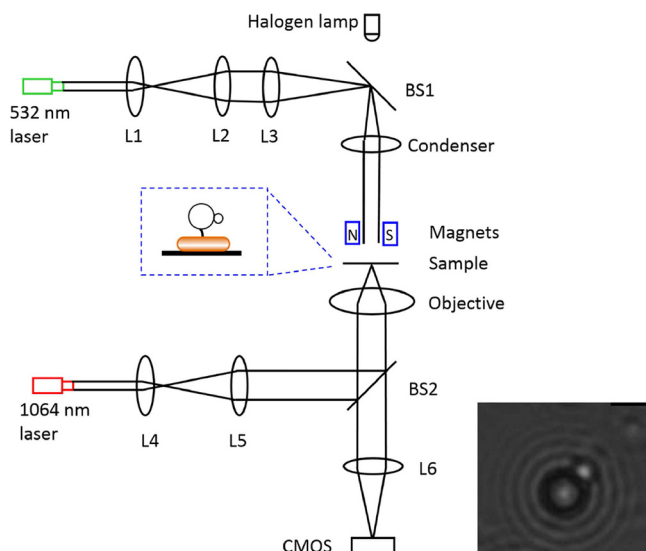 Halogen lamp
BS1
532 nm
laser
L1
L2
L3
Condenser
N
S
Magnets
Sample
Objective
1064 nm
laser
L4
L5
BS2
L6
CMOS